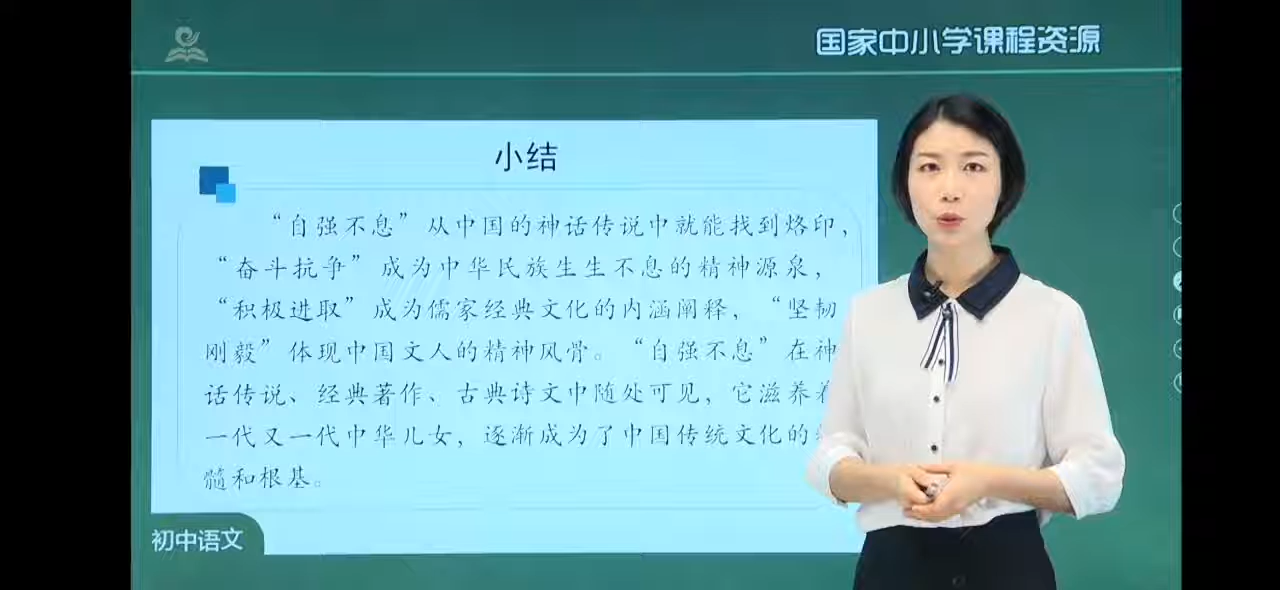 国家中小学课程资源
小结
“自强不息”从中国的神话传说中就能找到烙印，
“奋斗抗争”成为中华民族生生不息的精神源泉，
“积极进取”成为儒家经典文化的内涵阐释，“坚韧
刚毅”体现中国文人的精神风骨。“自强不息”在神
话传说、经典著作、古典诗文中随处可见，它滋养着
一代又一代中华儿女，逐渐成为了中国传统文化的
髓和根基。
初中语文